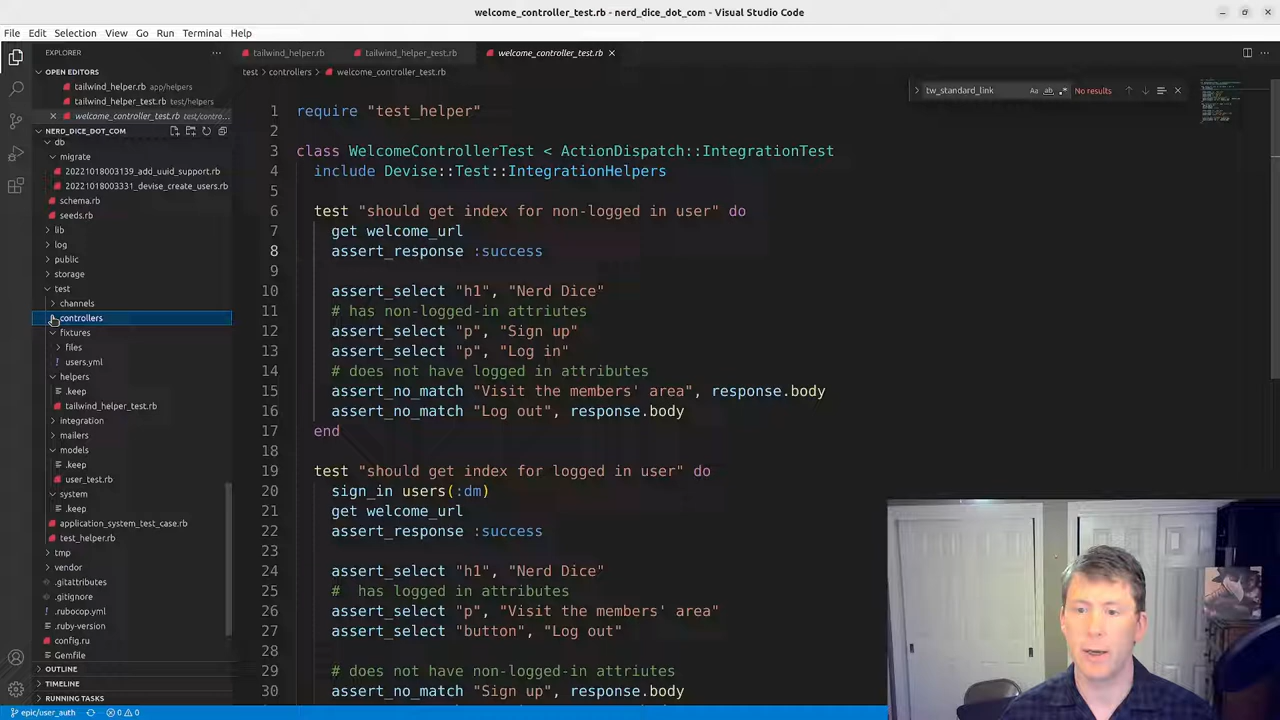 welcome_controller_test.rb - nerd_dice_dot_com - Visual Studio Code
File Edit Selection View Go Run Terminal Help
EXPLORER
tailwind_helper.rb tailwind_helper_test.rb welcome_controller_test.rb
OPEN EDITORS
test > controllers > welcome_controller_test.rb
tailwind_helper.rb app/helpers
tailwind_helper_test.rb test/helpers
welcome_controller_test.rb test/contro...
tw_standard_link
No results
NERD_DICE_DOT_COM
db
migrate
20221018003139_add_uuid_support.rb
20221018003331_devise_create_users.rb
schema.rb
seeds.rb
lib
log
public
storage
test
channels
controllers
fixtures
files
users.yml
helpers
.keep
tailwind_helper_test.rb
integration
mailers
models
.keep
user_test.rb
system
.keep
application_system_test_case.rb
test_helper.rb
tmp
vendor
.gitattributes
.gitignore
.rubocop.yml
.ruby-version
config.ru
Gemfile
OUTLINE
TIMELINE
RUNNING TASKS
1 require "test_helper"
2
3 class WelcomeControllerTest < ActionDispatch::IntegrationTest
4 include Devise::Test::IntegrationHelpers
5
6 test "should get index for non-logged in user" do
7 get welcome_url
8 assert_response :success
9
10 assert_select "h1", "Nerd Dice"
11 # has non-logged-in attriutes
12 assert_select "p", "Sign up"
13 assert_select "p", "Log in"
14 # does not have logged in attributes
15 assert_no_match "Visit the members' area", response.body
16 assert_no_match "Log out", response.body
17 end
18
19 test "should get index for logged in user" do
20 sign_in users(:dm)
21 get welcome_url
22 assert_response :success
23
24 assert_select "h1", "Nerd Dice"
25 #  has logged in attributes
26 assert_select "p", "Visit the members' area"
27 assert_select "button", "Log out"
28
29 # does not have non-logged-in attriutes
30 assert_no_match "Sign up", response.body
epic/user_auth 0 0